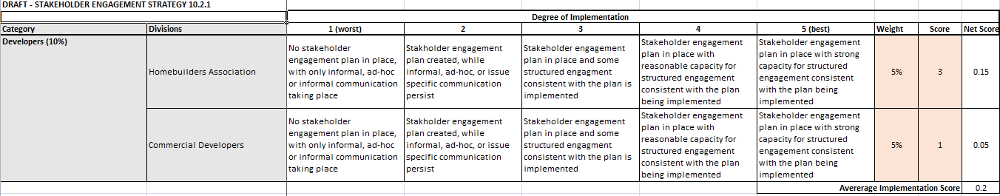 DRAFT - STAKEHOLDER ENGAGEMENT STRATEGY 10.2.1
Degree of Implementation
Category Divisions 1 (worst) 2 3 4 5 (best) Weight Score Net Score
Developers (10%)
Homebuilders Association
No stakeholder
engagement plan in place,
with only informal, ad-hoc
or informal communication
taking place
Stakholder engagement
plan created, while
informal, ad-hoc, or issue
specific communication
persist
Stakeholder engagement
plan in place and some
structured engagment
consistent with the plan is
implemented
Stakeholder engagement
plan in place with
reasonable capacity for
structured engagement
consistent with the plan
being implemented
Stakeholder engagement
plan in place with strong
capacity for structured
engagement consistent
with the plan being
implemented
5% 3 0.15
Commercial Developers
No stakeholder
engagement plan in place,
with only informal, ad-hoc
or informal communication
taking place
Stakholder engagement
plan created, while
informal, ad-hoc, or issue
specific communication
persist
Stakeholder engagement
plan in place and some
structured engagment
consistent with the plan is
implemented
Stakeholder engagement
plan in place with
reasonable capacity for
structured engagement
consistent with the plan
being implemented
Stakeholder engagement
plan in place with strong
capacity for structured
engagement consistent
with the plan being
implemented
5% 1 0.05
Avererage Implementation Score 0.2